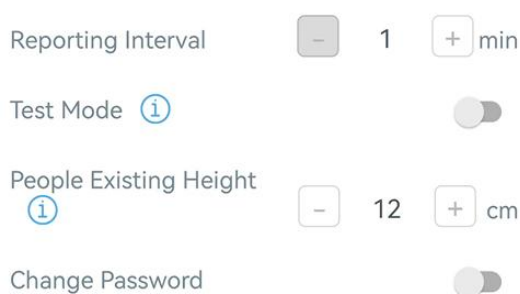 Reporting Interval - 1 + min
Test Mode i
People Existing Height
i - 12 + cm
Change Password